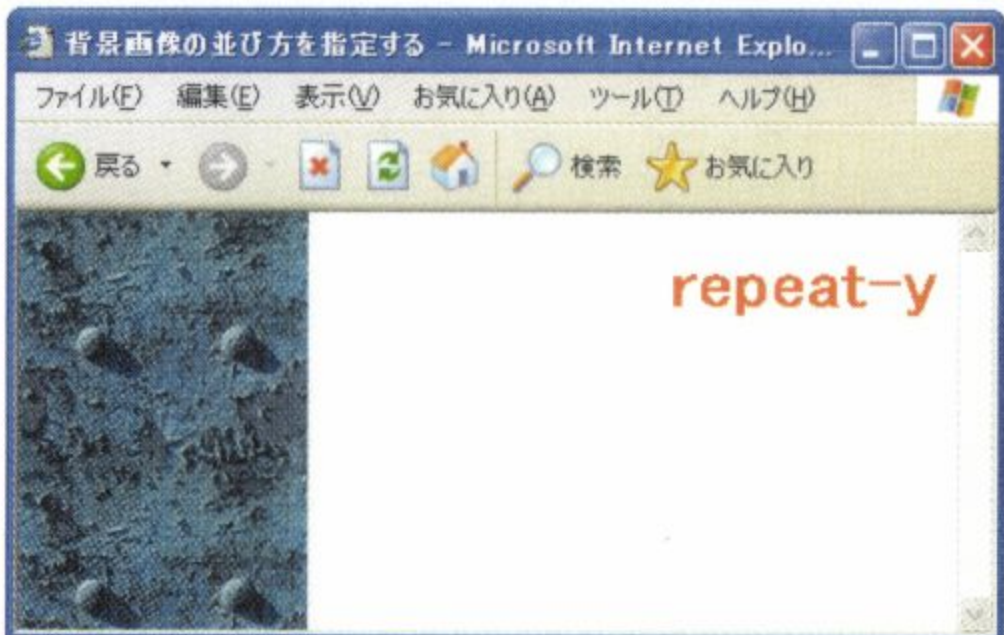 背景画像の並び方を指定する - Microsoft Internet Explo...
ファイル(F) 編集(E) 表示(V) お気に入り(A) ツール(T) ヘルプ(H)
戻る 検索 お気に入り
repeat-y